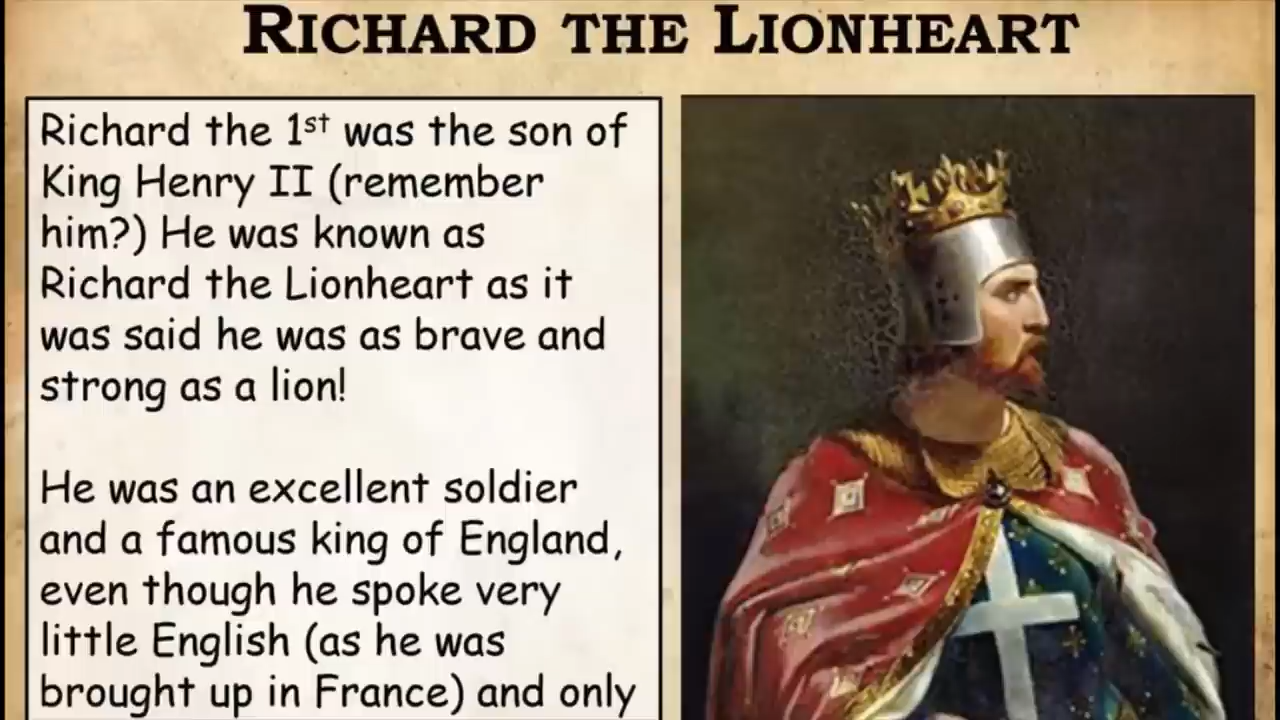 RICHARD THE LIONHEART
Richard the 1st was the son of
King Henry II (remember
him?) He was known as
Richard the Lionheart as it
was said he was as brave and
strong as a lion!
He was an excellent soldier
and a famous king of England,
even though he spoke very
little English (as he was
brought up in France) and only